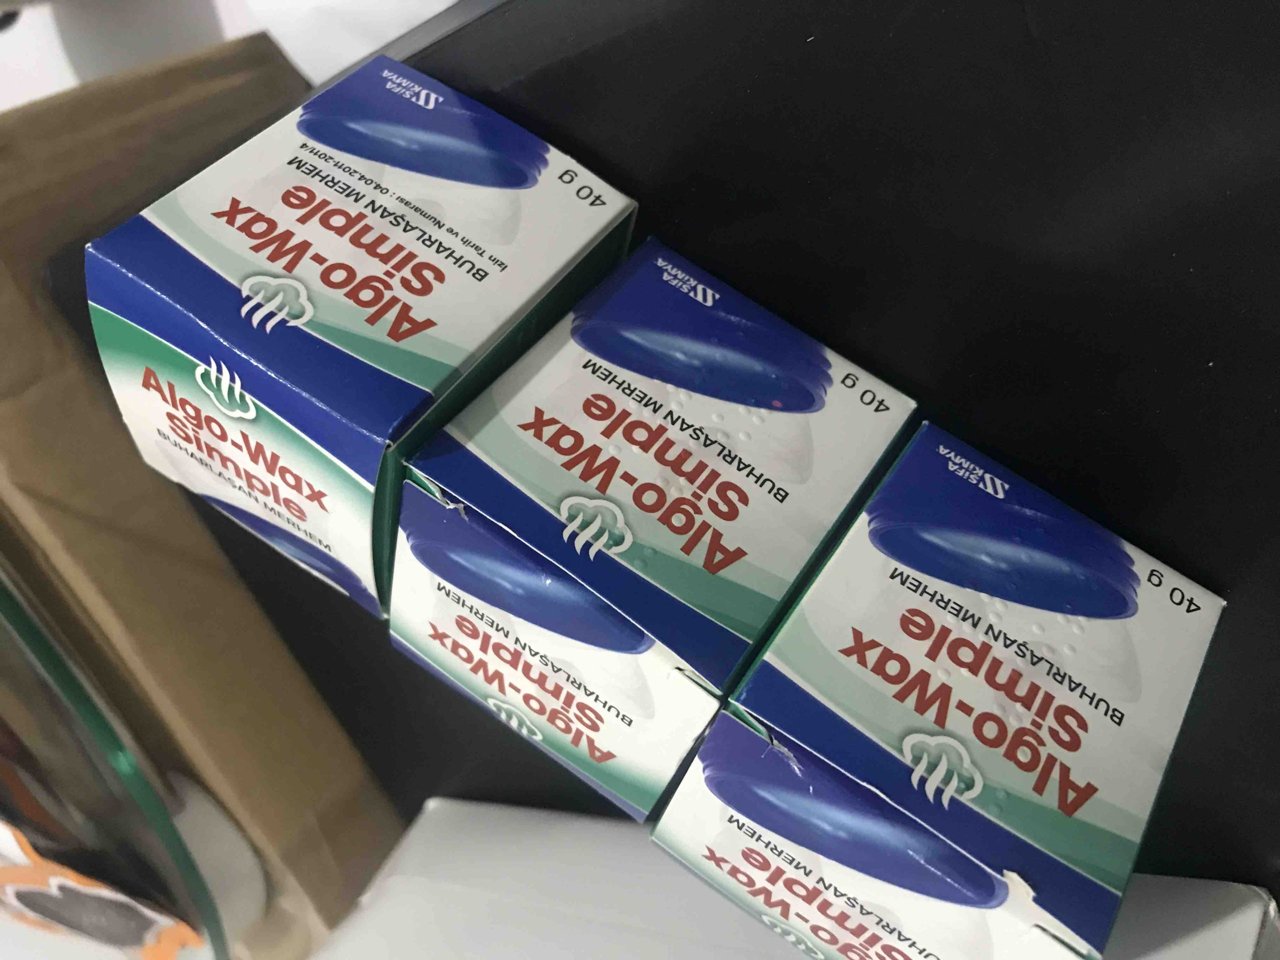 Algo-Wax
Simple
BUHARLAŞAN MERHEM
İzin Tarih ve Numarası : 04.04.2011-2011/4
40 g
ŞİFA
KİMYA
Algo-Wax
Simple
BUHARLAŞAN MERHEM
Algo-Wax
Simple
BUHARLAŞAN MERHEM
40 g
ŞİFA
KİMYA
Algo-Wax
Simple
BUHARLAŞAN MERHEM
Algo-Wax
Simple
BUHARLAŞAN MERHEM
40 g
ŞİFA
KİMYA
Algo-Wax
Simple
BUHARLAŞAN MERHEM